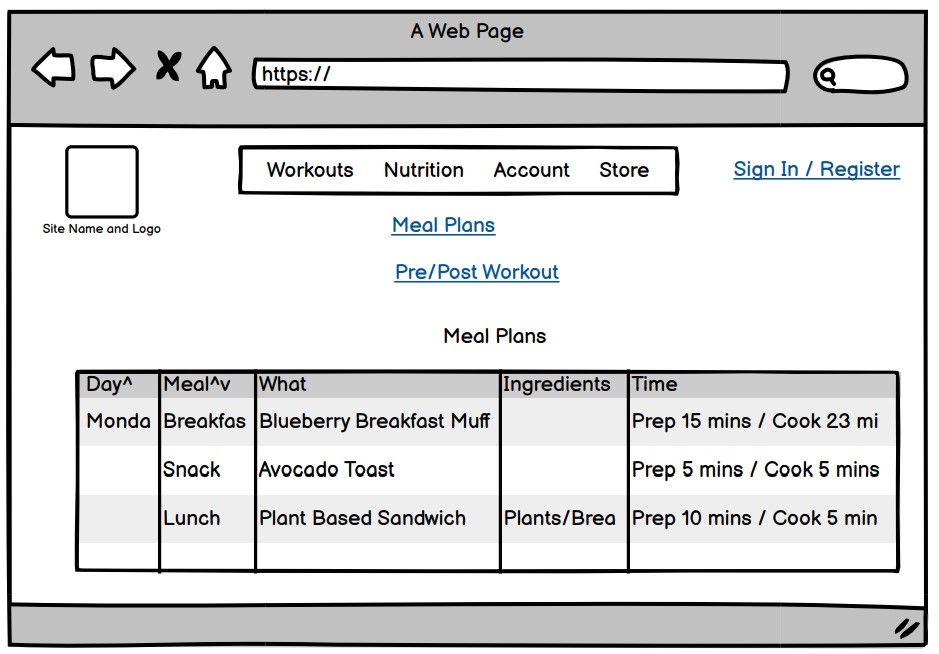 A Web Page
https://
Workouts Nutrition Account Store
Sign In / Register
Site Name and Logo
Meal Plans
Pre/Post Workout
Meal Plans
Day^ Meal^v What Ingredients Time
Monda Breakfas Blueberry Breakfast Muff Prep 15 mins / Cook 23 mi
Snack Avocado Toast Prep 5 mins / Cook 5 mins
Lunch Plant Based Sandwich Plants/Brea Prep 10 mins / Cook 5 min